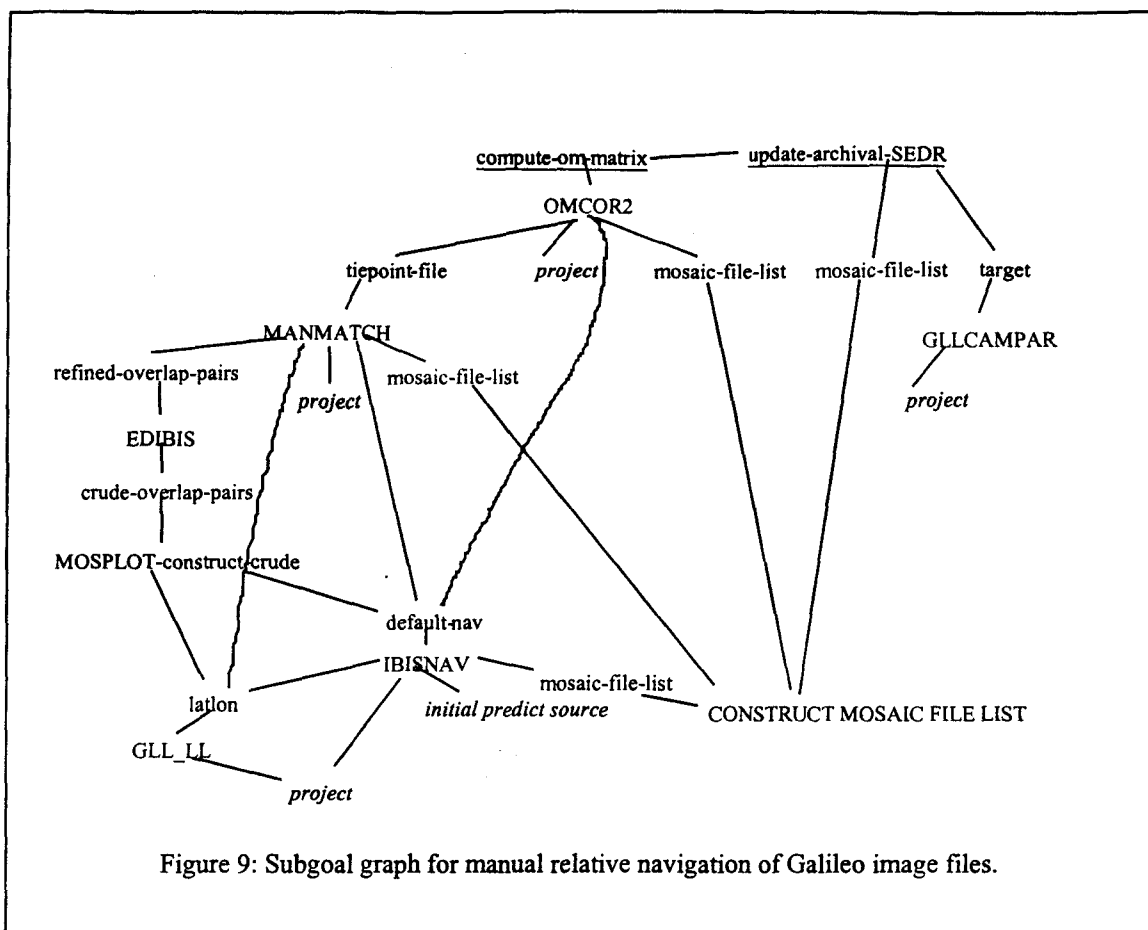 compute-om-matrix
update-archival-SEDR
OMCOR2
tiepoint-file
project
mosaic-file-list
mosaic-file-list
target
MANMATCH
GLLCAMPAR
refined-overlap-pairs
mosaic-file-list
project
project
EDIBIS
crude-overlap-pairs
MOSPLOT-construct-crude
default-nav
IBISNAV
mosaic-file-list
latlon
initial predict source
CONSTRUCT MOSAIC FILE LIST
GLL_LL
project
Figure 9: Subgoal graph for manual relative navigation of Galileo image files.